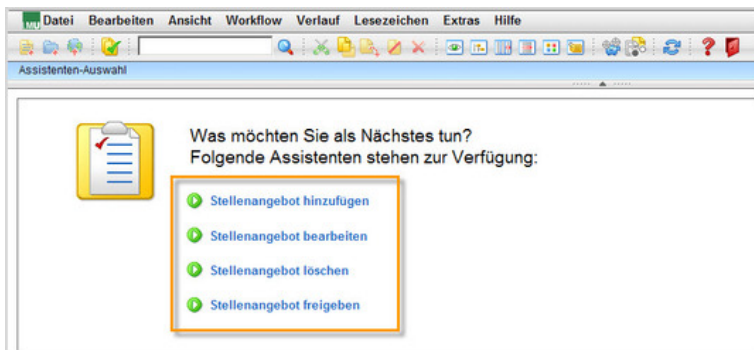 MU Datei Bearbeiten Ansicht Workflow Verlauf Lesezeichen Extras Hilfe
Assistenten-Auswahl
Was möchten Sie als Nächstes tun?
Folgende Assistenten stehen zur Verfügung:
Stellenangebot hinzufügen
Stellenangebot bearbeiten
Stellenangebot löschen
Stellenangebot freigeben